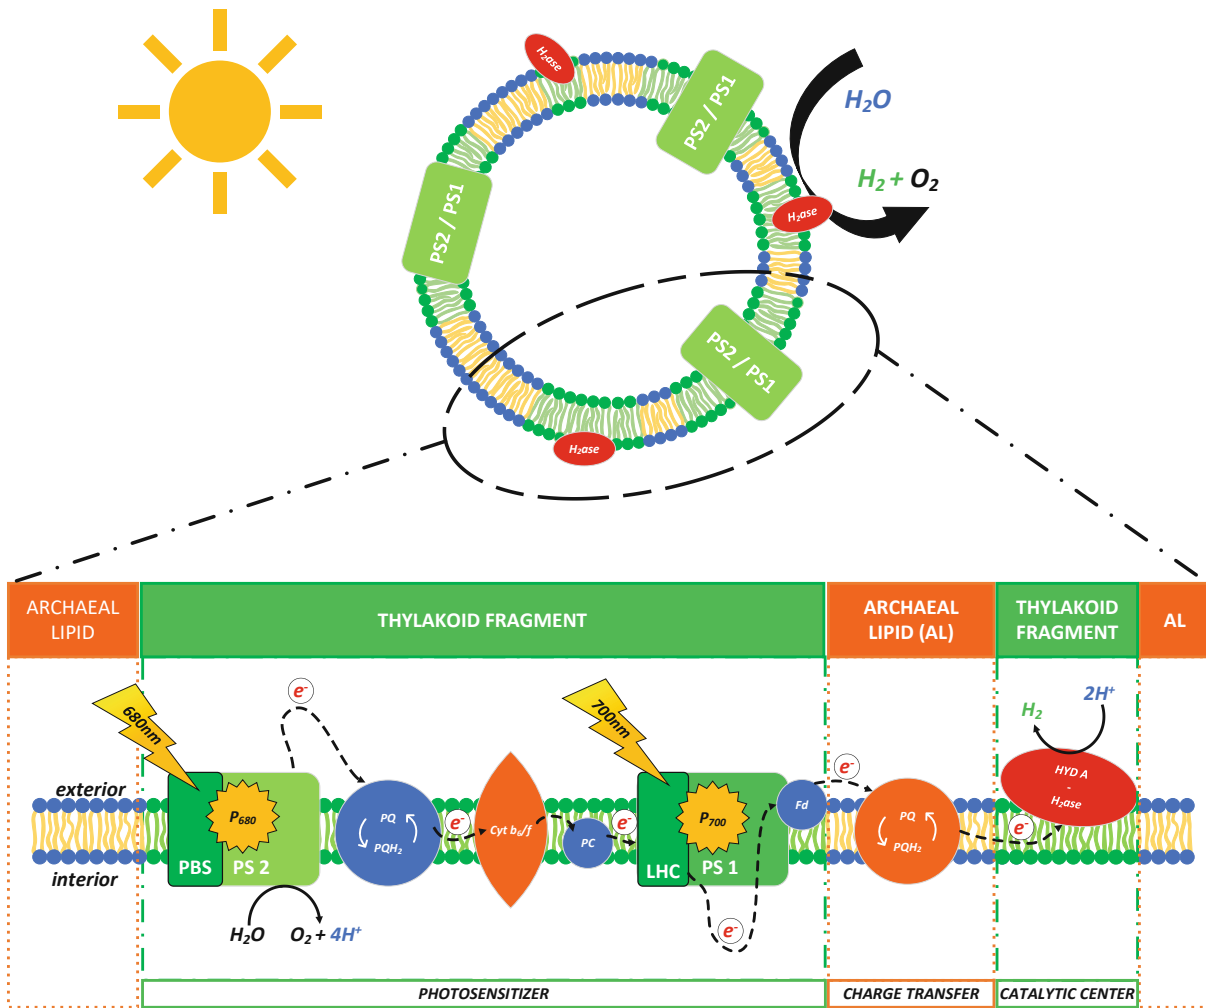 H₂ase
PS2 / PS1
H₂O
PS2 / PS1
H₂ + O₂
H₂ase
PS2 / PS1
H₂ase
ARCHAEAL
LIPID
THYLAKOID FRAGMENT
ARCHAEAL
LIPID (AL)
THYLAKOID
FRAGMENT
AL
680nm
e⁻
700nm
e⁻
H₂
2H⁺
exterior
interior
P₆₈₀
PBS
PS 2
PQ
PQH₂
e⁻
Cyt b₆/f
PC
e⁻
P₇₀₀
LHC
PS 1
Fd
PQ
PQH₂
e⁻
HYD A
-
H₂ase
H₂O
O₂ + 4H⁺
e⁻
PHOTOSENSITIZER
CHARGE TRANSFER
CATALYTIC CENTER